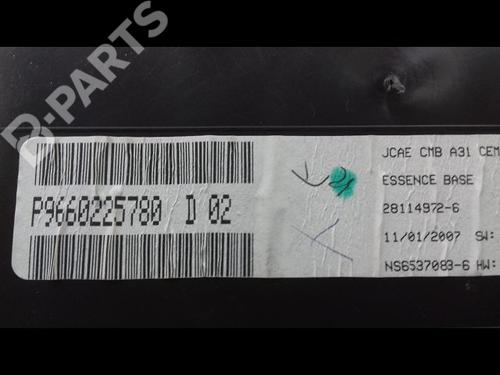 D-PARTS
P9660225780 D 02
JCAE CMB A31 CEM
ESSENCE BASE
28114972-6
11/01/2007 SW:
NS6537083-6 HW: